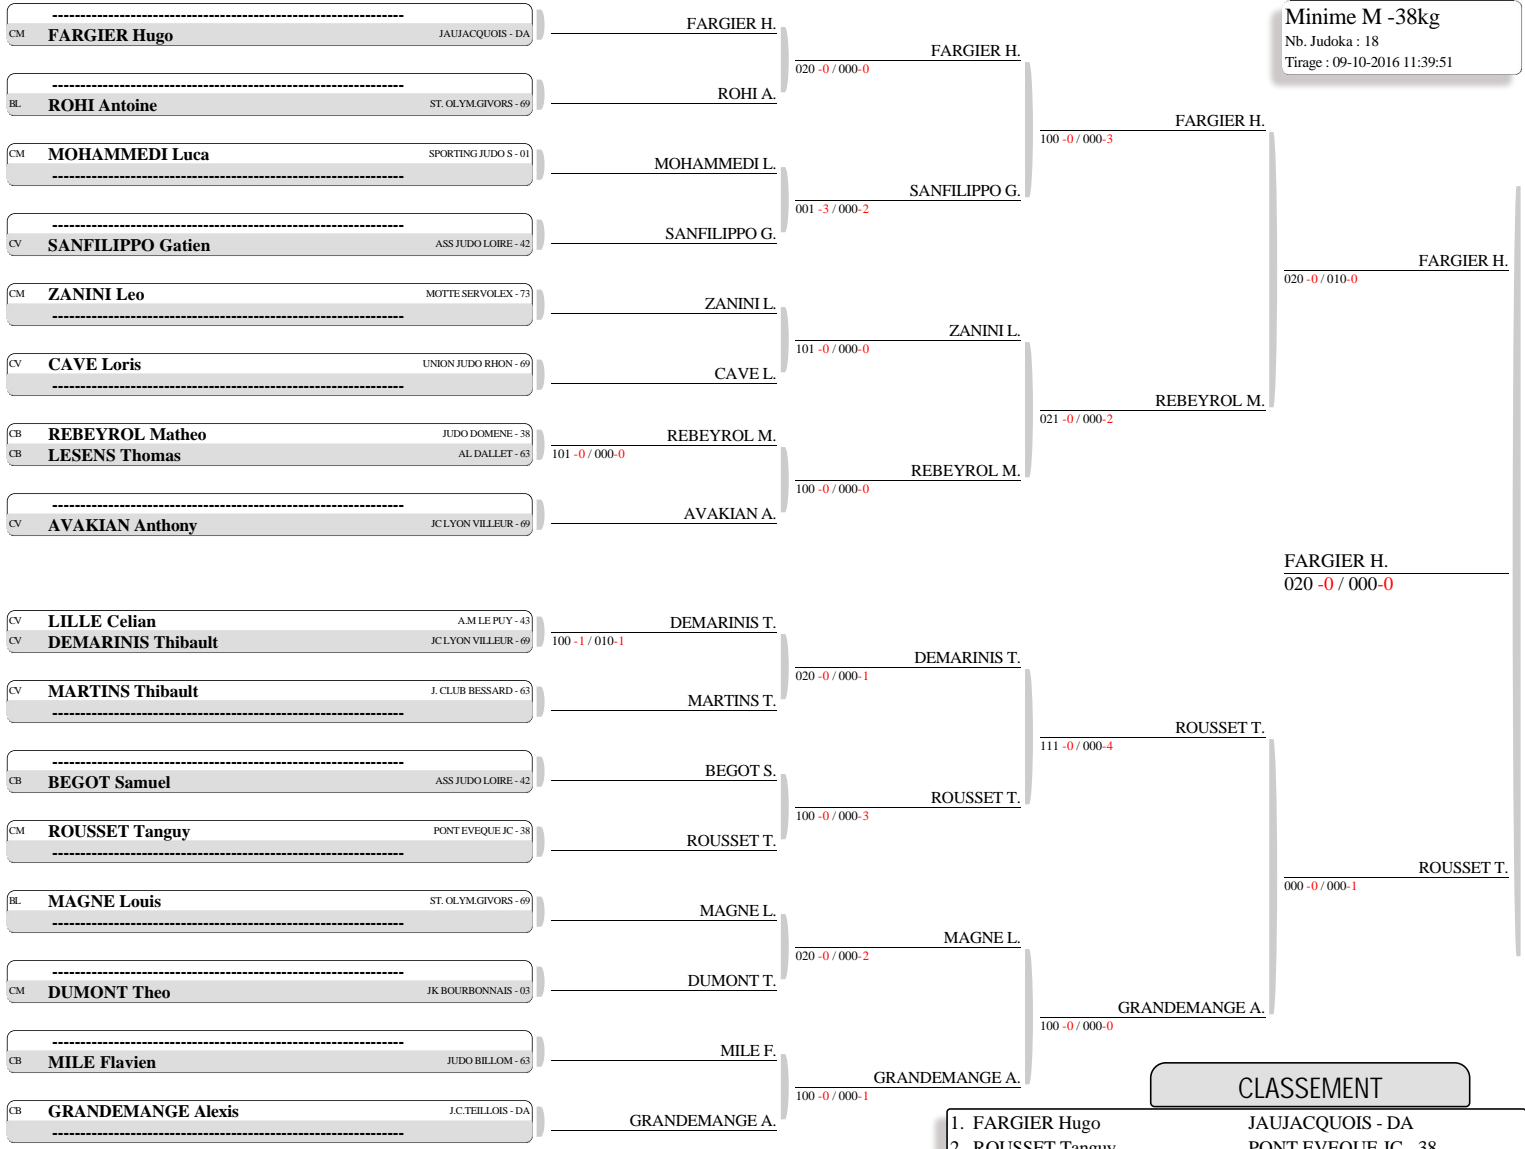 Minime M -38kg
Nb. Judoka : 18
Tirage : 09-10-2016 11:39:51
------------------------------------------------------------
CM FARGIER Hugo JAUJACQUOIS - DA
------------------------------------------------------------
BL ROHI Antoine ST. OLYM.GIVORS - 69
CM MOHAMMEDI Luca SPORTING JUDO S - 01
------------------------------------------------------------
------------------------------------------------------------
CV SANFILIPPO Gatien ASS JUDO LOIRE - 42
CM ZANINI Leo MOTTE SERVOLEX - 73
------------------------------------------------------------
CV CAVE Loris UNION JUDO RHON - 69
------------------------------------------------------------
CB REBEYROL Matheo JUDO DOMENE - 38
CB LESENS Thomas AL DALLET - 63
------------------------------------------------------------
CV AVAKIAN Anthony JC LYON VILLEUR - 69
CV LILLE Celian A.M LE PUY - 43
CV DEMARINIS Thibault JC LYON VILLEUR - 69
CV MARTINS Thibault J. CLUB BESSARD - 63
------------------------------------------------------------
------------------------------------------------------------
CB BEGOT Samuel ASS JUDO LOIRE - 42
CM ROUSSET Tanguy PONT EVEQUE JC - 38
------------------------------------------------------------
BL MAGNE Louis ST. OLYM.GIVORS - 69
------------------------------------------------------------
------------------------------------------------------------
CM DUMONT Theo JK BOURBONNAIS - 03
------------------------------------------------------------
CB MILE Flavien JUDO BILLOM - 63
CB GRANDEMANGE Alexis J.C.TEILLOIS - DA
------------------------------------------------------------
FARGIER H.
ROHI A.
MOHAMMEDI L.
SANFILIPPO G.
ZANINI L.
CAVE L.
REBEYROL M.
101 -0 / 000-0
AVAKIAN A.
DEMARINIS T.
100 -1 / 010-1
MARTINS T.
BEGOT S.
ROUSSET T.
MAGNE L.
DUMONT T.
MILE F.
GRANDEMANGE A.
FARGIER H.
020 -0 / 000-0
SANFILIPPO G.
001 -3 / 000-2
ZANINI L.
101 -0 / 000-0
REBEYROL M.
100 -0 / 000-0
DEMARINIS T.
020 -0 / 000-1
ROUSSET T.
100 -0 / 000-3
MAGNE L.
020 -0 / 000-2
GRANDEMANGE A.
100 -0 / 000-1
FARGIER H.
100 -0 / 000-3
REBEYROL M.
021 -0 / 000-2
ROUSSET T.
111 -0 / 000-4
GRANDEMANGE A.
100 -0 / 000-0
FARGIER H.
020 -0 / 010-0
ROUSSET T.
000 -0 / 000-1
FARGIER H.
020 -0 / 000-0
CLASSEMENT
1. FARGIER Hugo JAUJACQUOIS - DA
2. ROUSSET Tanguy PONT EVEQUE JC - 38